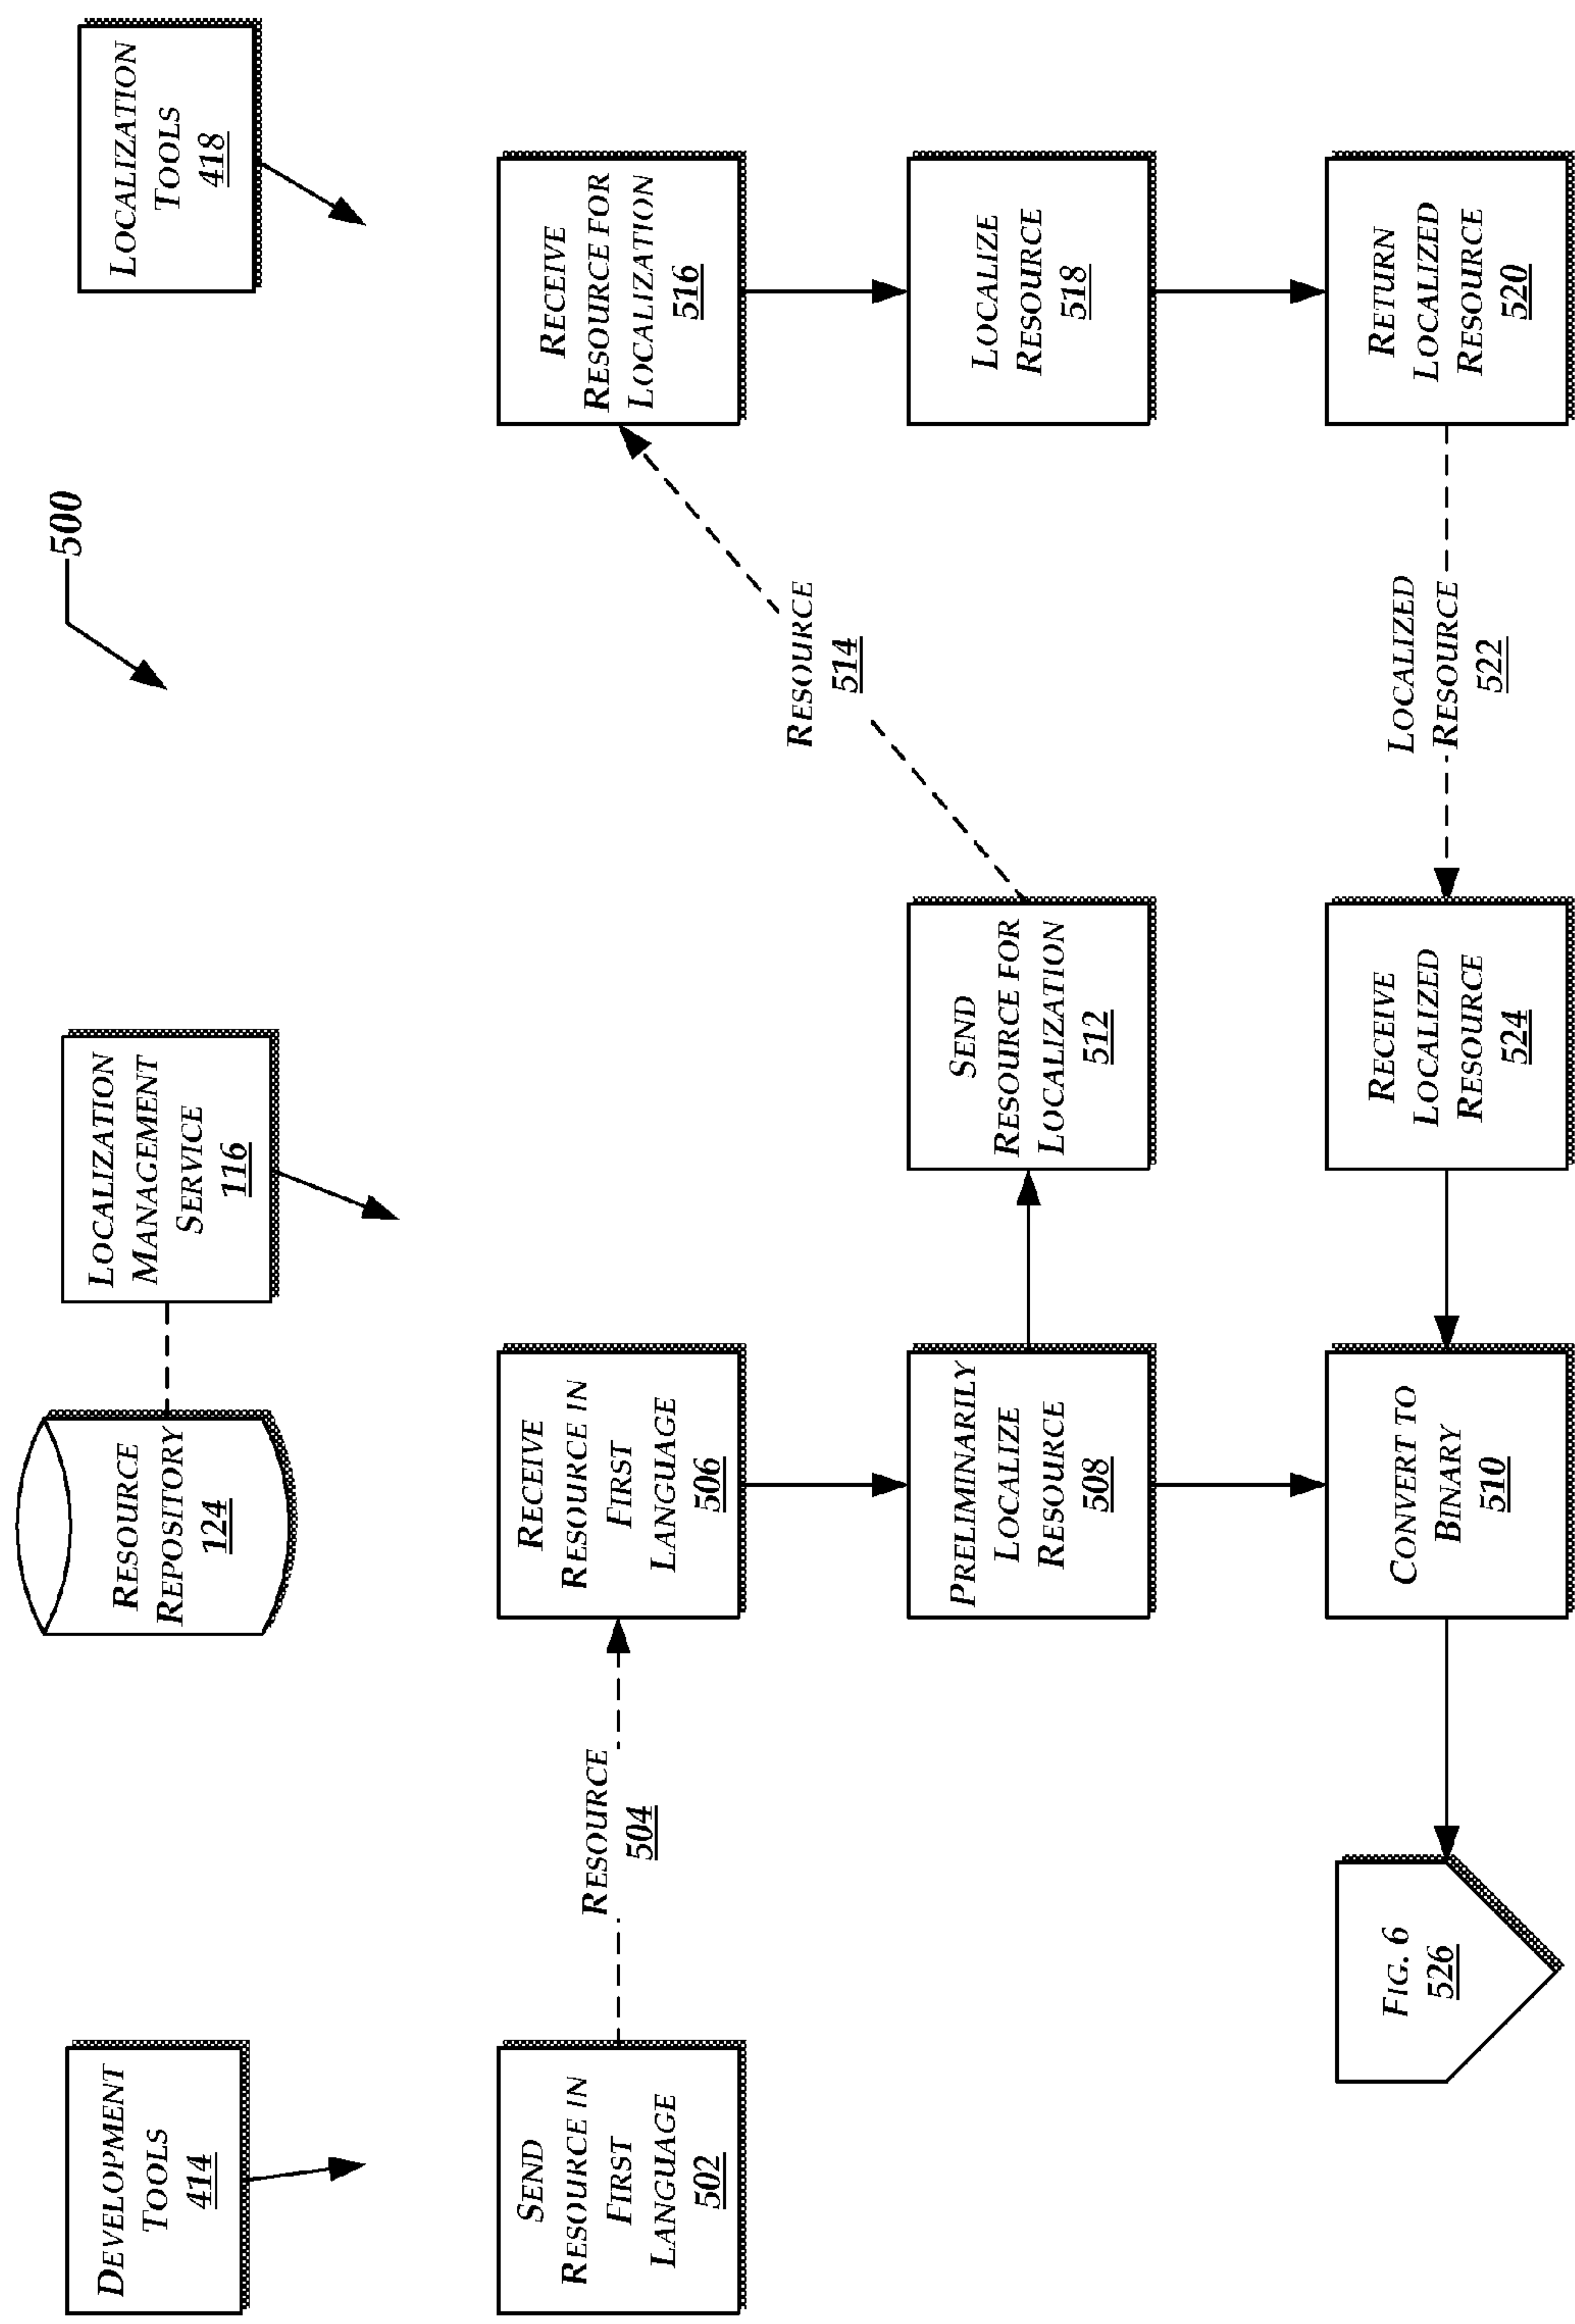 500
DEVELOPMENT
TOOLS
414
RESOURCE
REPOSITORY
124
LOCALIZATION
MANAGEMENT
SERVICE
116
LOCALIZATION
TOOLS
418
SEND
RESOURCE IN
FIRST
LANGUAGE
502
RESOURCE
504
RECEIVE
RESOURCE IN
FIRST
LANGUAGE
506
RECEIVE
RESOURCE FOR
LOCALIZATION
516
RESOURCE
514
PRELIMINARILY
LOCALIZE
RESOURCE
508
SEND
RESOURCE FOR
LOCALIZATION
512
LOCALIZE
RESOURCE
518
FIG. 6
526
CONVERT TO
BINARY
510
RECEIVE
LOCALIZED
RESOURCE
524
LOCALIZED
RESOURCE
522
RETURN
LOCALIZED
RESOURCE
520